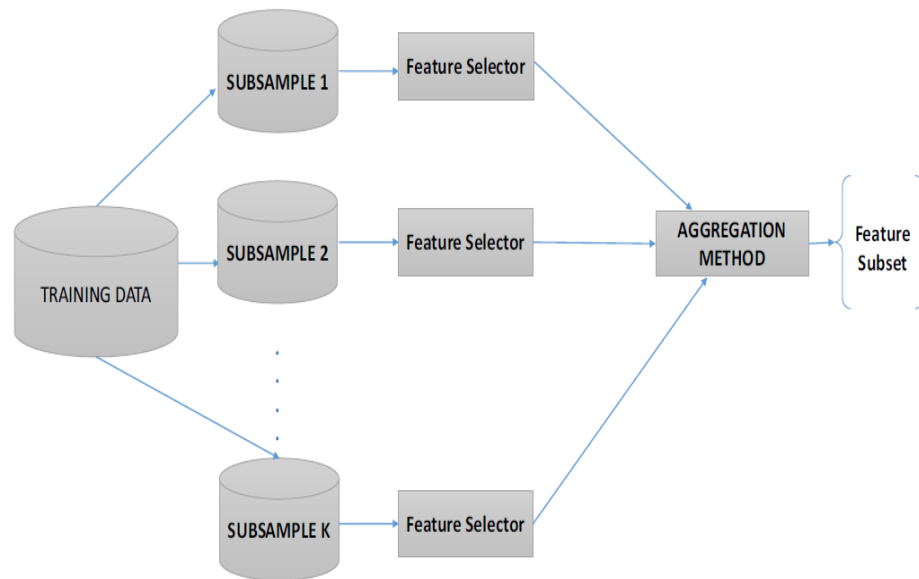 SUBSAMPLE 1
Feature Selector
TRAINING DATA
SUBSAMPLE 2
Feature Selector
AGGREGATION
METHOD
Feature
Subset
SUBSAMPLE K
Feature Selector